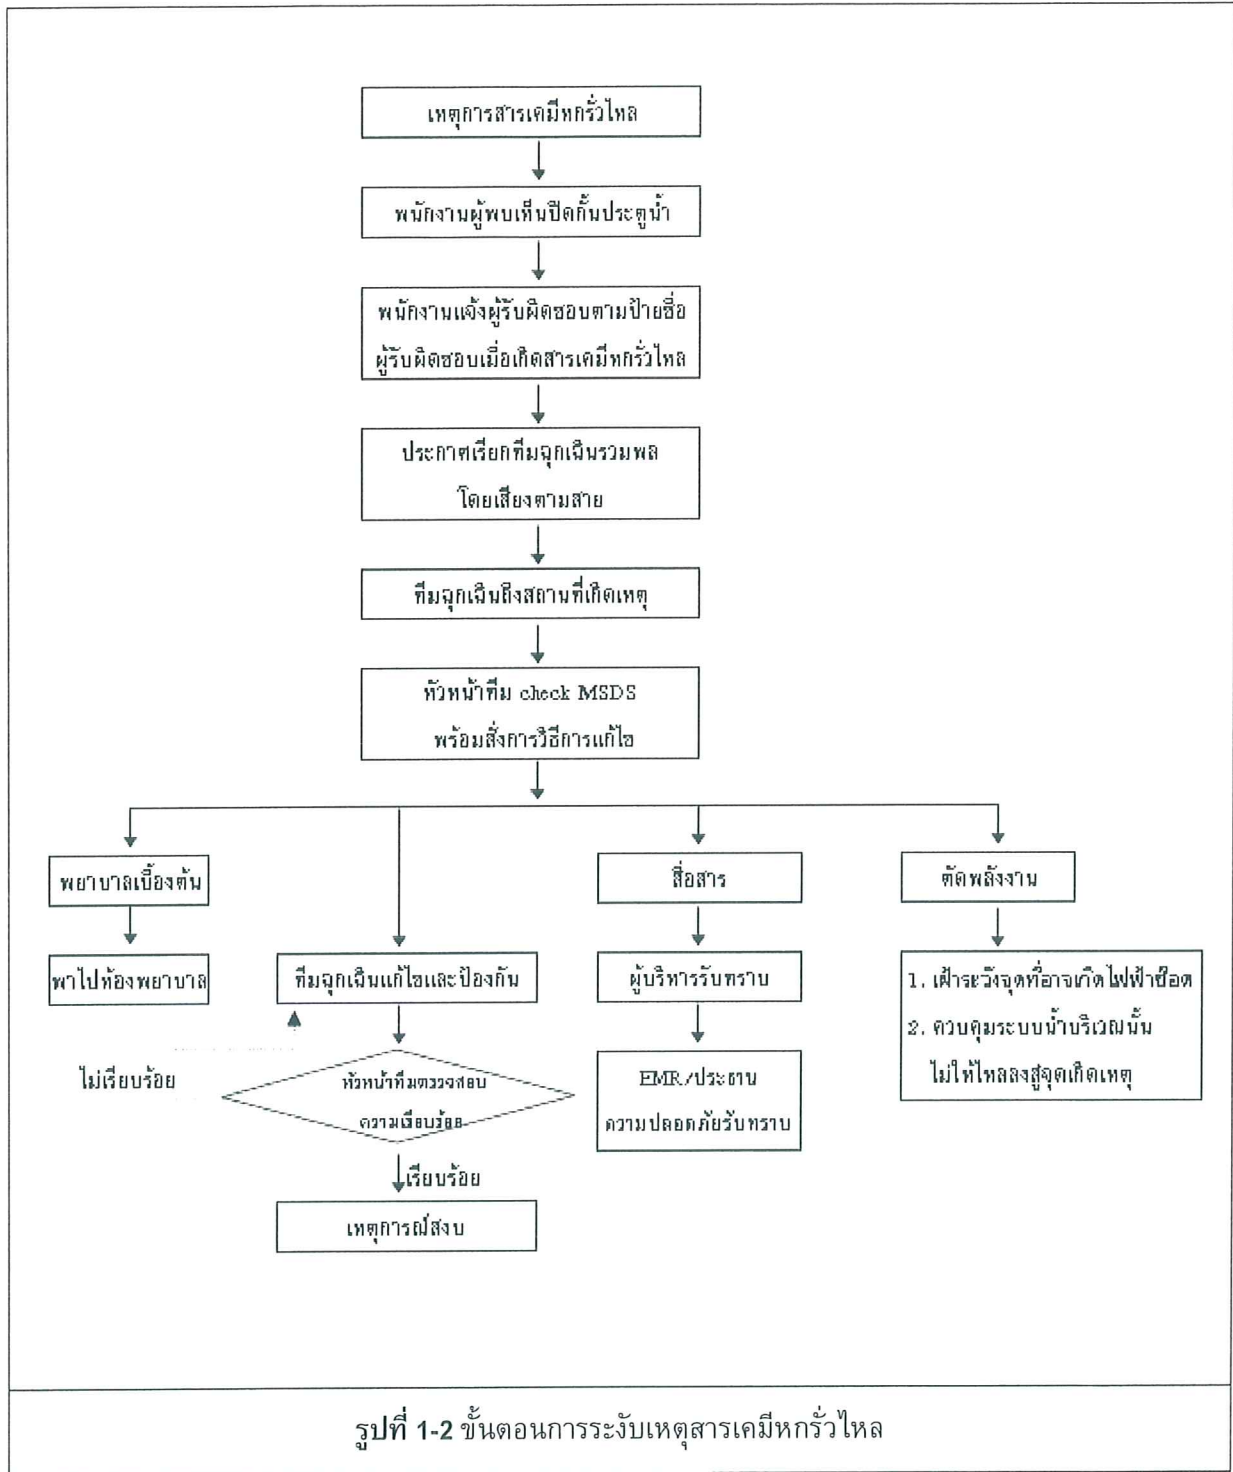 เหตุการสารเคมีหกรั่วไหล
พนักงานผู้พบเห็นปิดกั้นประตูน้ำ
พนักงานแจ้งผู้รับผิดชอบตามป้ายชื่อ
ผู้รับผิดชอบเมื่อเกิดสารเคมีหกรั่วไหล
ประกาศเรียกทีมฉุกเฉินรวมพล
โดยเสียงตามสาย
ทีมฉุกเฉินถึงสถานที่เกิดเหตุ
หัวหน้าทีม check MSDS
พร้อมสั่งการวิธีการแก้ไข
พยาบาลเบื้องต้น
สื่อสาร
ตัดพลังงาน
พาไปห้องพยาบาล
ทีมฉุกเฉินแก้ไขและป้องกัน
ผู้บริหารรับทราบ
1. เฝ้าระวังจุดที่อาจเกิดไฟฟ้าช๊อต
2. ควบคุมระบบน้ำบริเวณนั้น
ไม่ให้ไหลลงสู่จุดเกิดเหตุ
ไม่เรียบร้อย
หัวหน้าทีมตรวจสอบ
ความเรียบร้อย
EMR/ประธาน
ความปลอดภัยรับทราบ
เรียบร้อย
เหตุการณ์สงบ
รูปที่ 1-2 ขั้นตอนการระงับเหตุสารเคมีหกรั่วไหล